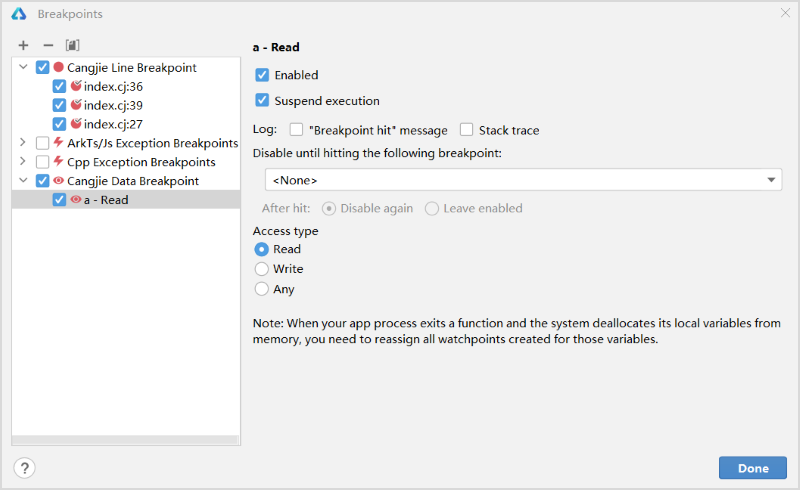 Breakpoints
Cangjie Line Breakpoint
index.cj:36
index.cj:39
index.cj:27
ArkTs/Js Exception Breakpoints
Cpp Exception Breakpoints
Cangjie Data Breakpoint
a - Read
a - Read
Enabled
Suspend execution
Log: "Breakpoint hit" message Stack trace
Disable until hitting the following breakpoint:
<None>
After hit: Disable again Leave enabled
Access type
Read
Write
Any
Note: When your app process exits a function and the system deallocates its local variables from
memory, you need to reassign all watchpoints created for those variables.
?
Done